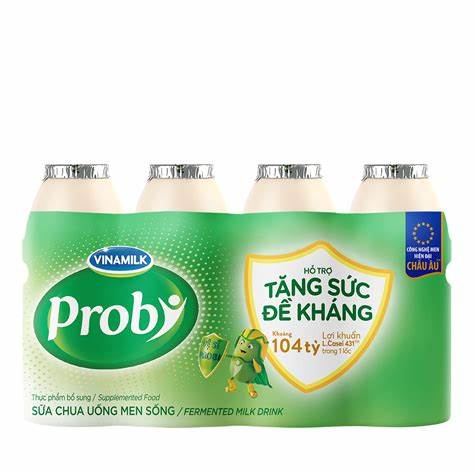 VINAMILK
Proby
HỖ TRỢ
TĂNG SỨC
ĐỀ KHÁNG
Khoảng
104 tỷ
Lợi khuẩn
L.Casei 431™
trong 1 lốc
CÔNG NGHỆ MEN
HIỆN ĐẠI
CHÂU ÂU
Thực phẩm bổ sung / Supplemented Food
SỮA CHUA UỐNG MEN SỐNG / FERMENTED MILK DRINK